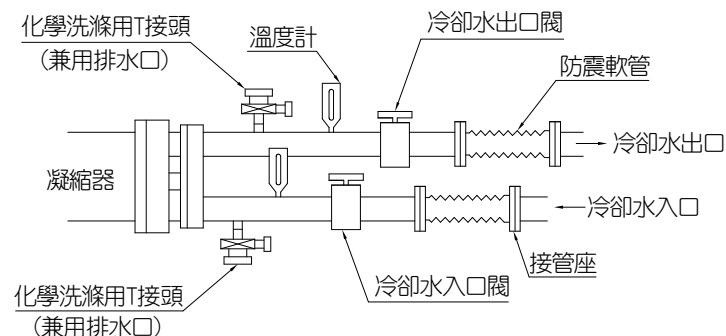 化學洗滌用T接頭
（兼用排水口）
溫度計
冷卻水出口閥
防震軟管
冷卻水出口
凝縮器
冷卻水入口
接管座
冷卻水入口閥
化學洗滌用T接頭
（兼用排水口）